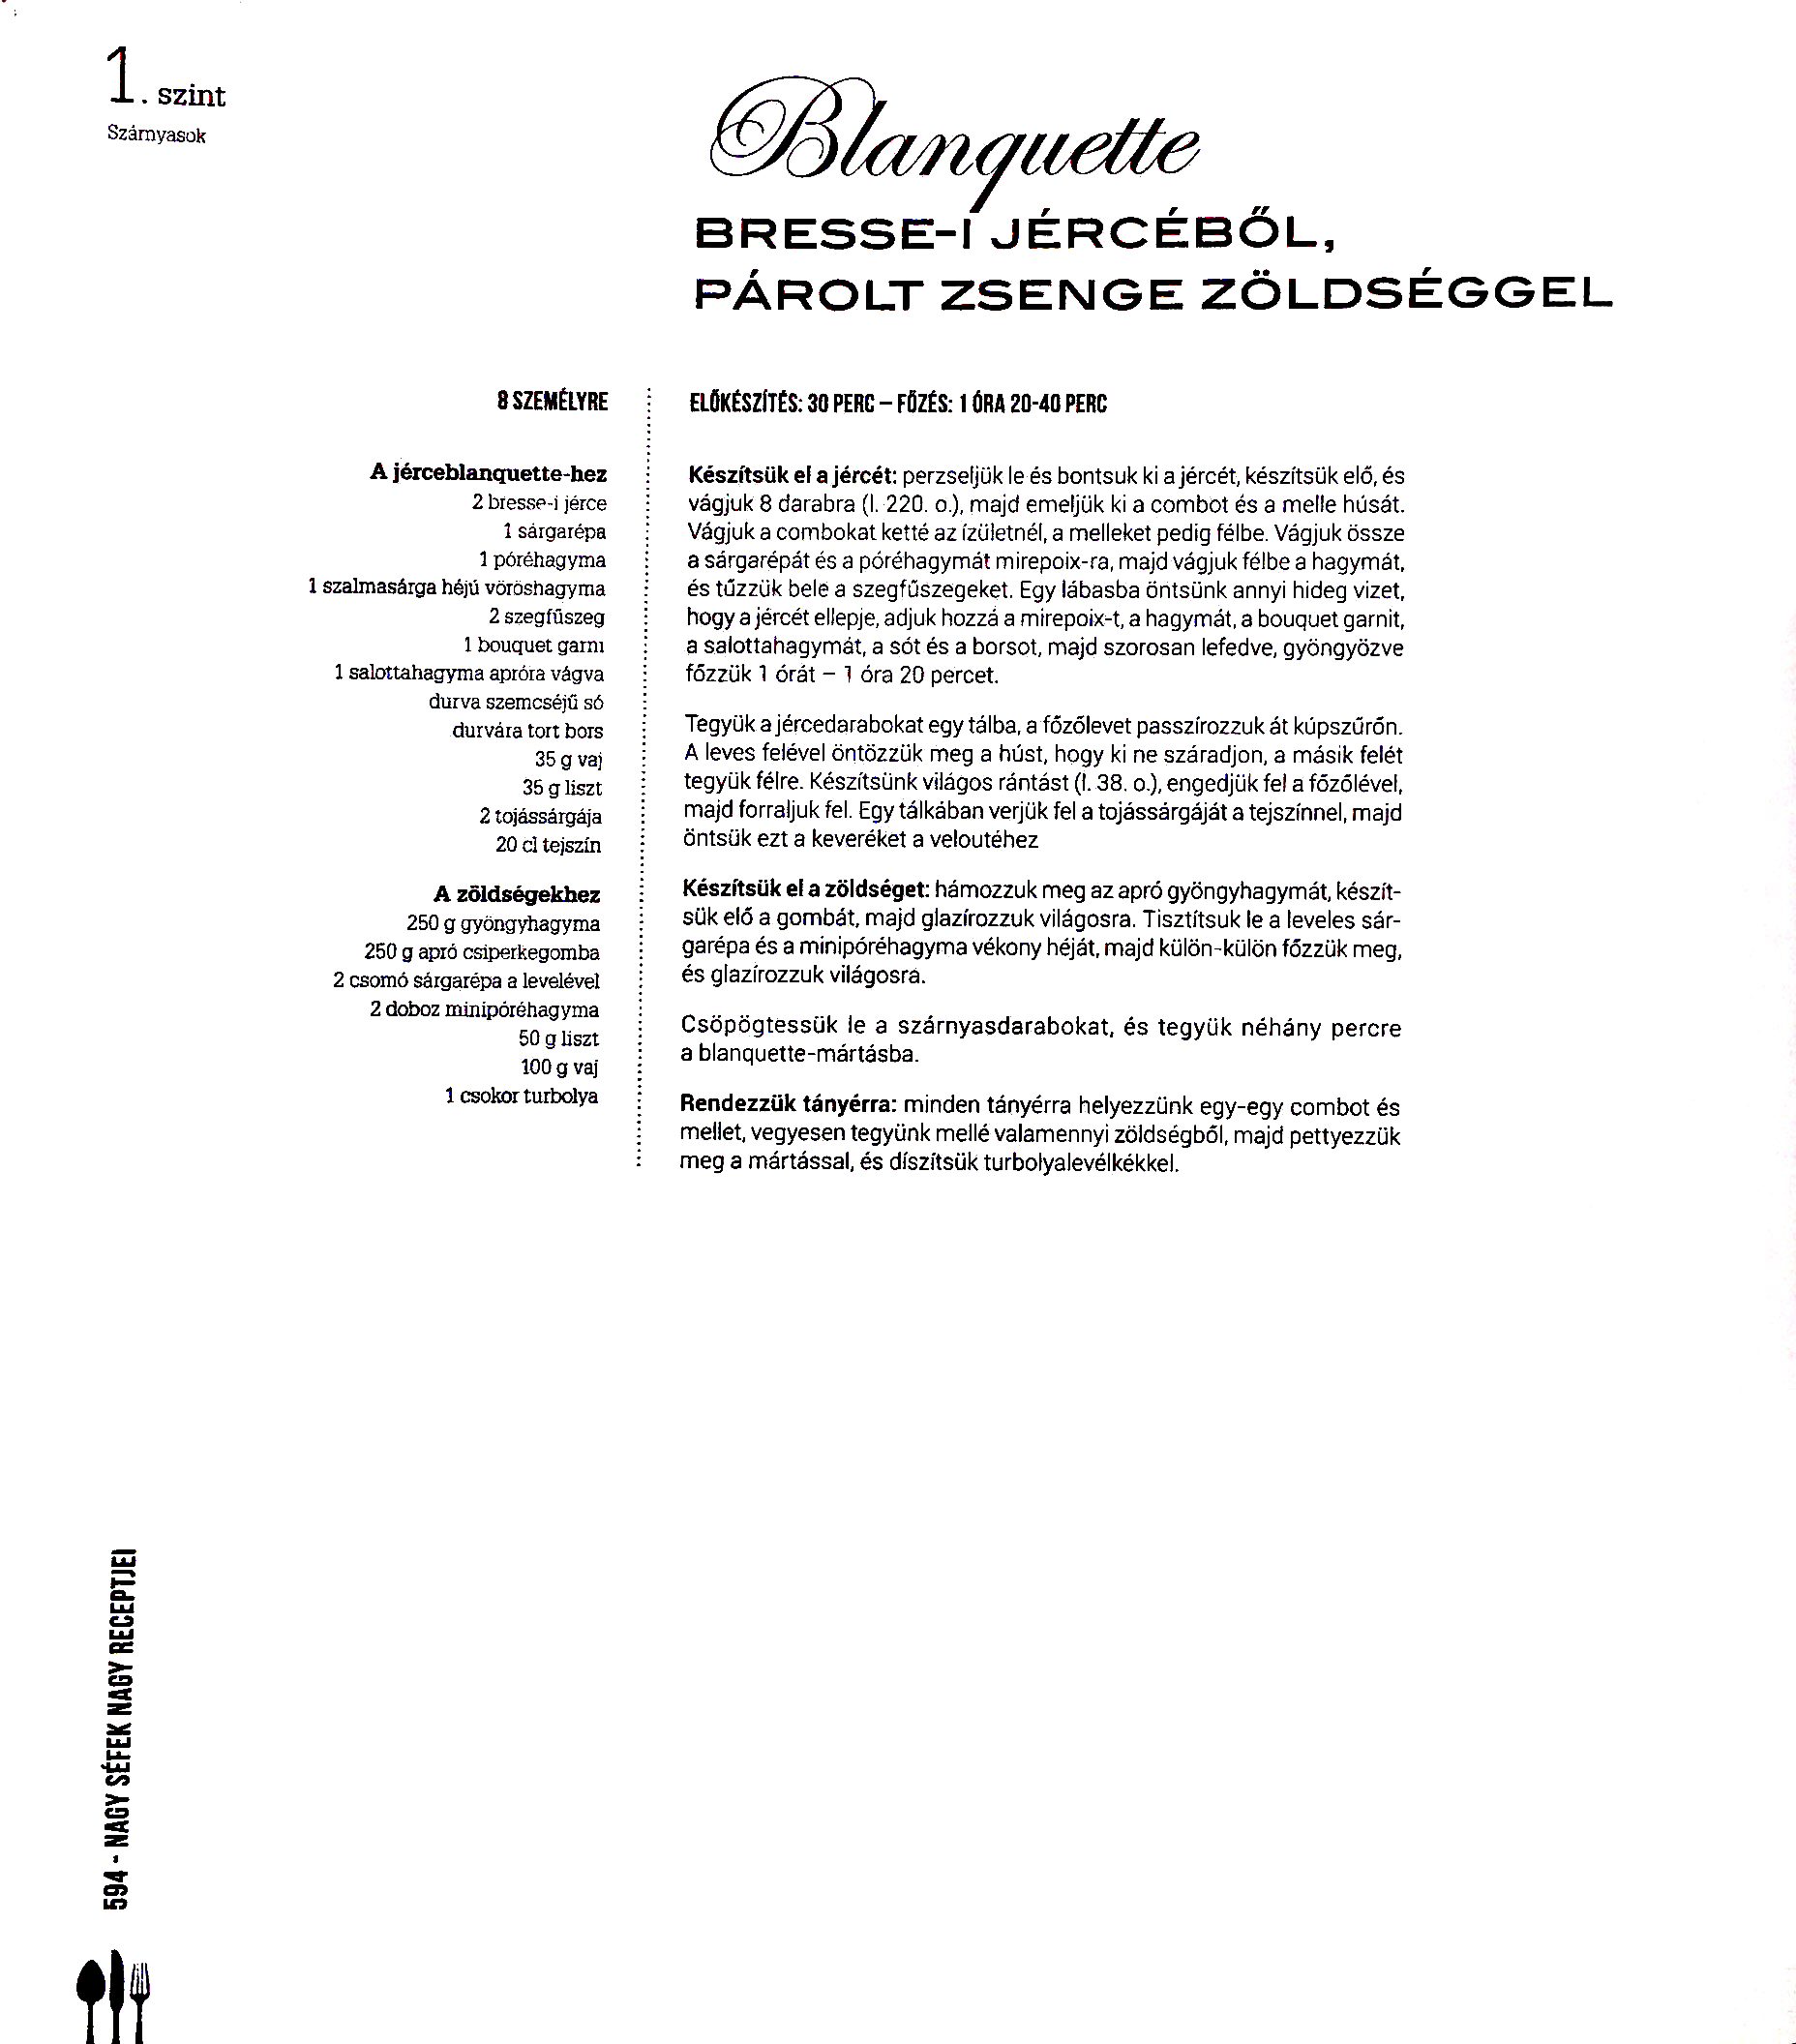 1. szint
Szárnyasok
Blanquette
BRESSE-I JÉRCÉBŐL,
PÁROLT ZSENGE ZÖLDSÉGGEL
8 SZEMÉLYRE
A jérceblanquette-hez
2 bresse-i jérce
1 sárgarépa
1 póréhagyma
1 szalmasárga héjú vöröshagyma
2 szegfűszeg
1 bouquet garni
1 salottahagyma apróra vágva
durva szemcséjű só
durvára tört bors
35 g vaj
35 g liszt
2 tojássárgája
20 cl tejszín
A zöldségekhez
250 g gyöngyhagyma
250 g apró csiperkegomba
2 csomó sárgarépa a levelével
2 doboz minipóréhagyma
50 g liszt
100 g vaj
1 csokor turbolya
ELŐKÉSZÍTÉS: 30 PERC – FŐZÉS: 1 ÓRA 20-40 PERC
Készítsük el a jércét: perzseljük le és bontsuk ki a jércét, készítsük elő, és
vágjuk 8 darabra (l. 220. o.), majd emeljük ki a combot és a melle húsát.
Vágjuk a combokat ketté az ízületnél, a melleket pedig félbe. Vágjuk össze
a sárgarépát és a póréhagymát mirepoix-ra, majd vágjuk félbe a hagymát,
és tűzzük bele a szegfűszegeket. Egy lábasba öntsünk annyi hideg vizet,
hogy a jércét ellepje, adjuk hozzá a mirepoix-t, a hagymát, a bouquet garnit,
a salottahagymát, a sót és a borsot, majd szorosan lefedve, gyöngyözve
főzzük 1 órát – 1 óra 20 percet.
Tegyük a jércedarabokat egy tálba, a főzőlevet passzírozzuk át kúpszűrőn.
A leves felével öntözzük meg a húst, hogy ki ne száradjon, a másik felét
tegyük félre. Készítsünk világos rántást (l. 38. o.), engedjük fel a főzőlével,
majd forraljuk fel. Egy tálkában verjük fel a tojássárgáját a tejszínnel, majd
öntsük ezt a keveréket a veloutéhez
Készítsük el a zöldséget: hámozzuk meg az apró gyöngyhagymát, készít-
sük elő a gombát, majd glazírozzuk világosra. Tisztítsuk le a leveles sár-
garépa és a minipóréhagyma vékony héját, majd külön-külön főzzük meg,
és glazírozzuk világosra.
Csöpögtessük le a szárnyasdarabokat, és tegyük néhány percre
a blanquette-mártásba.
Rendezzük tányérra: minden tányérra helyezzünk egy-egy combot és
mellet, vegyesen tegyünk mellé valamennyi zöldségből, majd pettyezzük
meg a mártással, és díszítsük turbolyalevélkékkel.
594 - NAGY SÉFEK NAGY RECEPTJEI